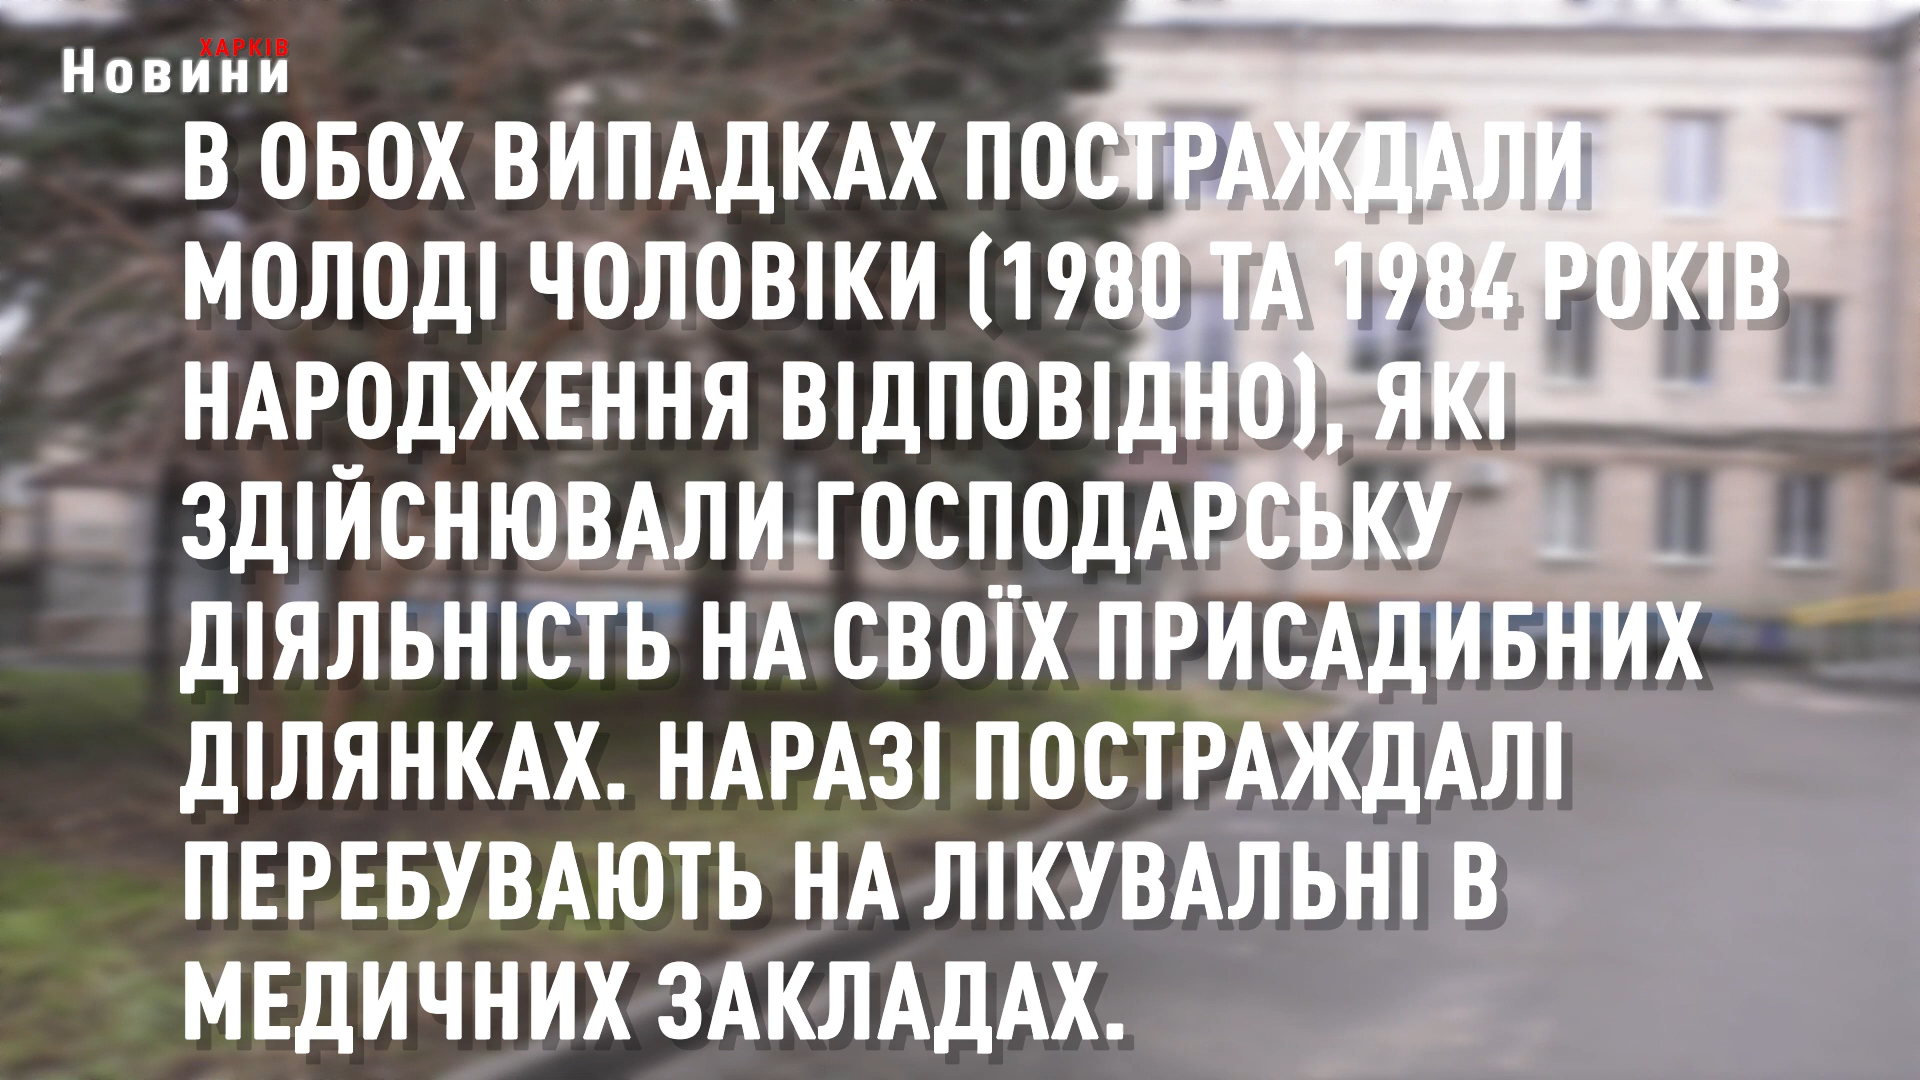 ХАРКІВ
Новини
В ОБОХ ВИПАДКАХ ПОСТРАЖДАЛИ
МОЛОДІ ЧОЛОВІКИ (1980 ТА 1984 РОКІВ
НАРОДЖЕННЯ ВІДПОВІДНО), ЯКІ
ЗДІЙСНЮВАЛИ ГОСПОДАРСЬКУ
ДІЯЛЬНІСТЬ НА СВОЇХ ПРИСАДИБНИХ
ДІЛЯНКАХ. НАРАЗІ ПОСТРАЖДАЛІ
ПЕРЕБУВАЮТЬ НА ЛІКУВАЛЬНІ В
МЕДИЧНИХ ЗАКЛАДАХ.